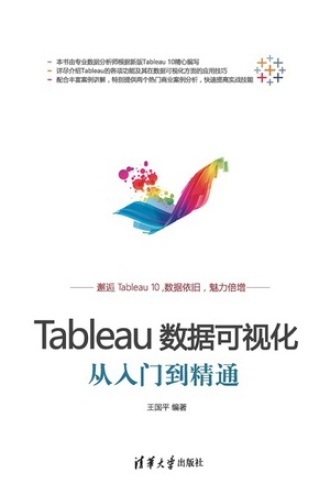 — 本书由专业数据分析师根据新版Tableau 10精心编写
— 详尽介绍Tableau的各项功能及其在数据可视化方面的应用技巧
— 配合丰富案例讲解，特别提供两个热门商业案例分析，快速提高实战技能
—— 邂逅 Tableau 10 ,数据依旧，魅力倍增——
Tableau 数据可视化
从入门到精通
王国平 编著
清华大学出版社